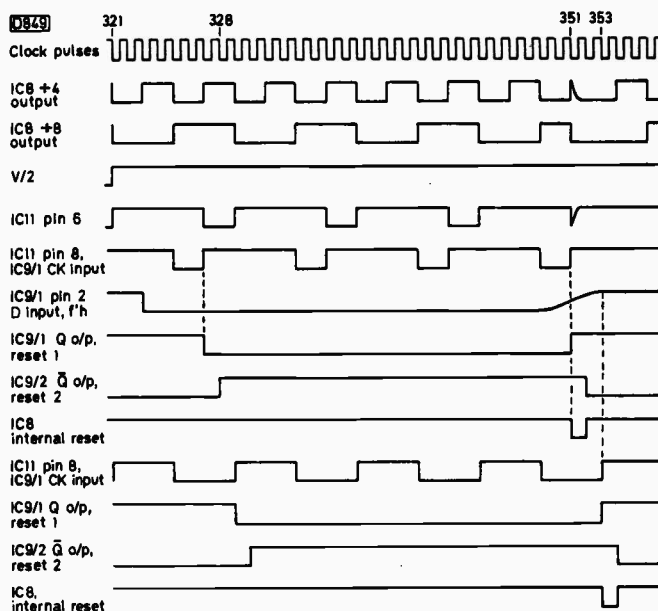 D849 321 328 351 353
Clock pulses
IC8 ÷4
output
IC8 ÷8
output
V/2
IC11 pin 6
IC11 pin 8,
IC9/1 CK input
IC9/1 pin 2
D input, f'h
IC9/1 Q o/p,
reset 1
IC9/2 Q̄ o/p,
reset 2
IC8
internal reset
IC11 pin 8,
IC9/1 CK input
IC9/1 Q o/p,
reset 1
IC9/2 Q̄ o/p,
reset 2
IC8,
internal reset